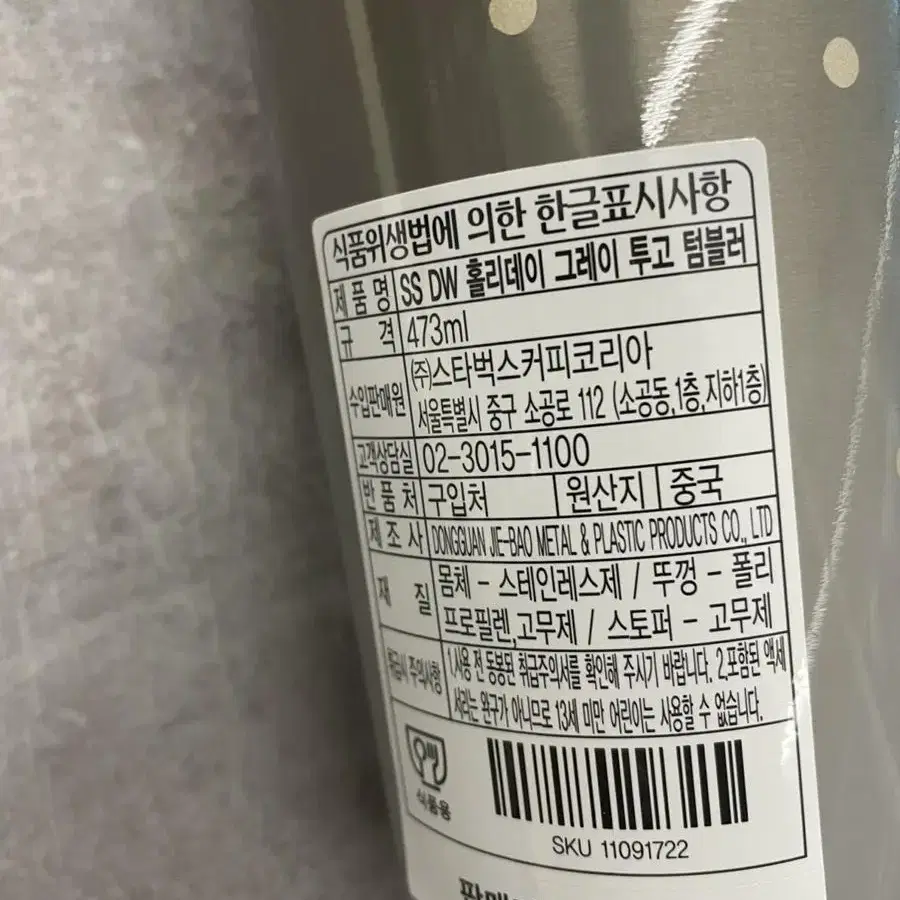 식품위생법에 의한 한글표시사항
제 품 명 SS DW 홀리데이 그레이 투고 텀블러
규 격 473ml
수입판매원 (주)스타벅스커피코리아
서울특별시 중구 소공로 112 (소공동,1층,지하1층)
고객상담실 02-3015-1100
반 품 처 구입처 원산지 중국
제 조 사 DONGGUAN JIE-BAO METAL & PLASTIC PRODUCTS CO., LTD
재 질 몸체 - 스테인레스제 / 뚜껑 - 폴리
프로필렌,고무제 / 스토퍼 - 고무제
취급시 주의사항 1.사용 전 동봉된 취급주의서를 확인해 주시기 바랍니다. 2.포함된 액세
서리는 완구가 아니므로 13세 미만 어린이는 사용할 수 없습니다.
식품용
SKU 11091722